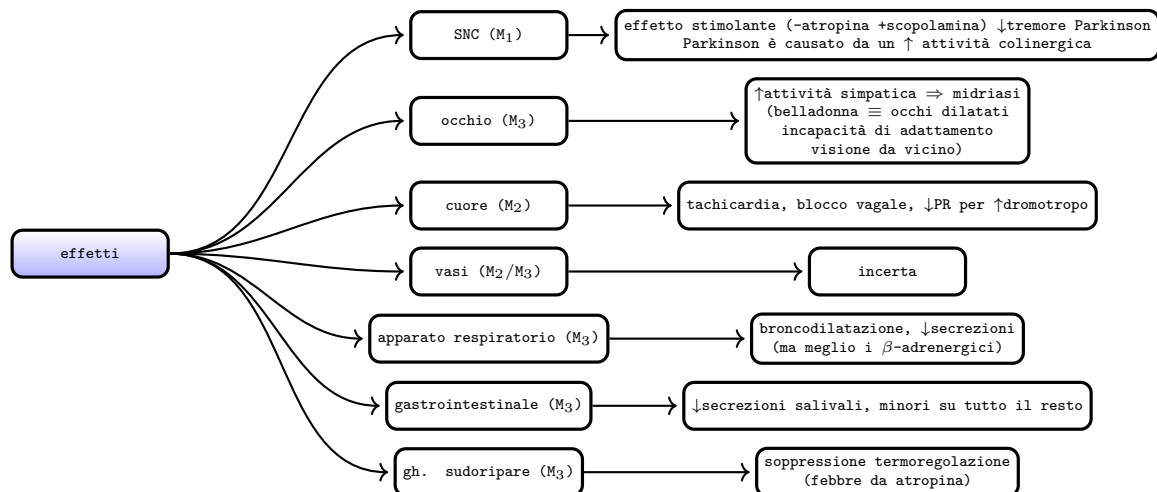 SNC (M₁)
effetto stimolante (-atropina +scopolamina) ↓tremore Parkinson
Parkinson è causato da un ↑ attività colinergica
occhio (M₃)
↑attività simpatica ⇒ midriasi
(belladonna ≡ occhi dilatati
incapacità di adattamento
visione da vicino)
cuore (M₂)
tachicardia, blocco vagale, ↓PR per ↑dromotropo
effetti
vasi (M₂/M₃)
incerta
apparato respiratorio (M₃)
broncodilatazione, ↓secrezioni
(ma meglio i β-adrenergici)
gastrointestinale (M₃)
↓secrezioni salivali, minori su tutto il resto
gh. sudoripare (M₃)
soppressione termoregolazione
(febbre da atropina)